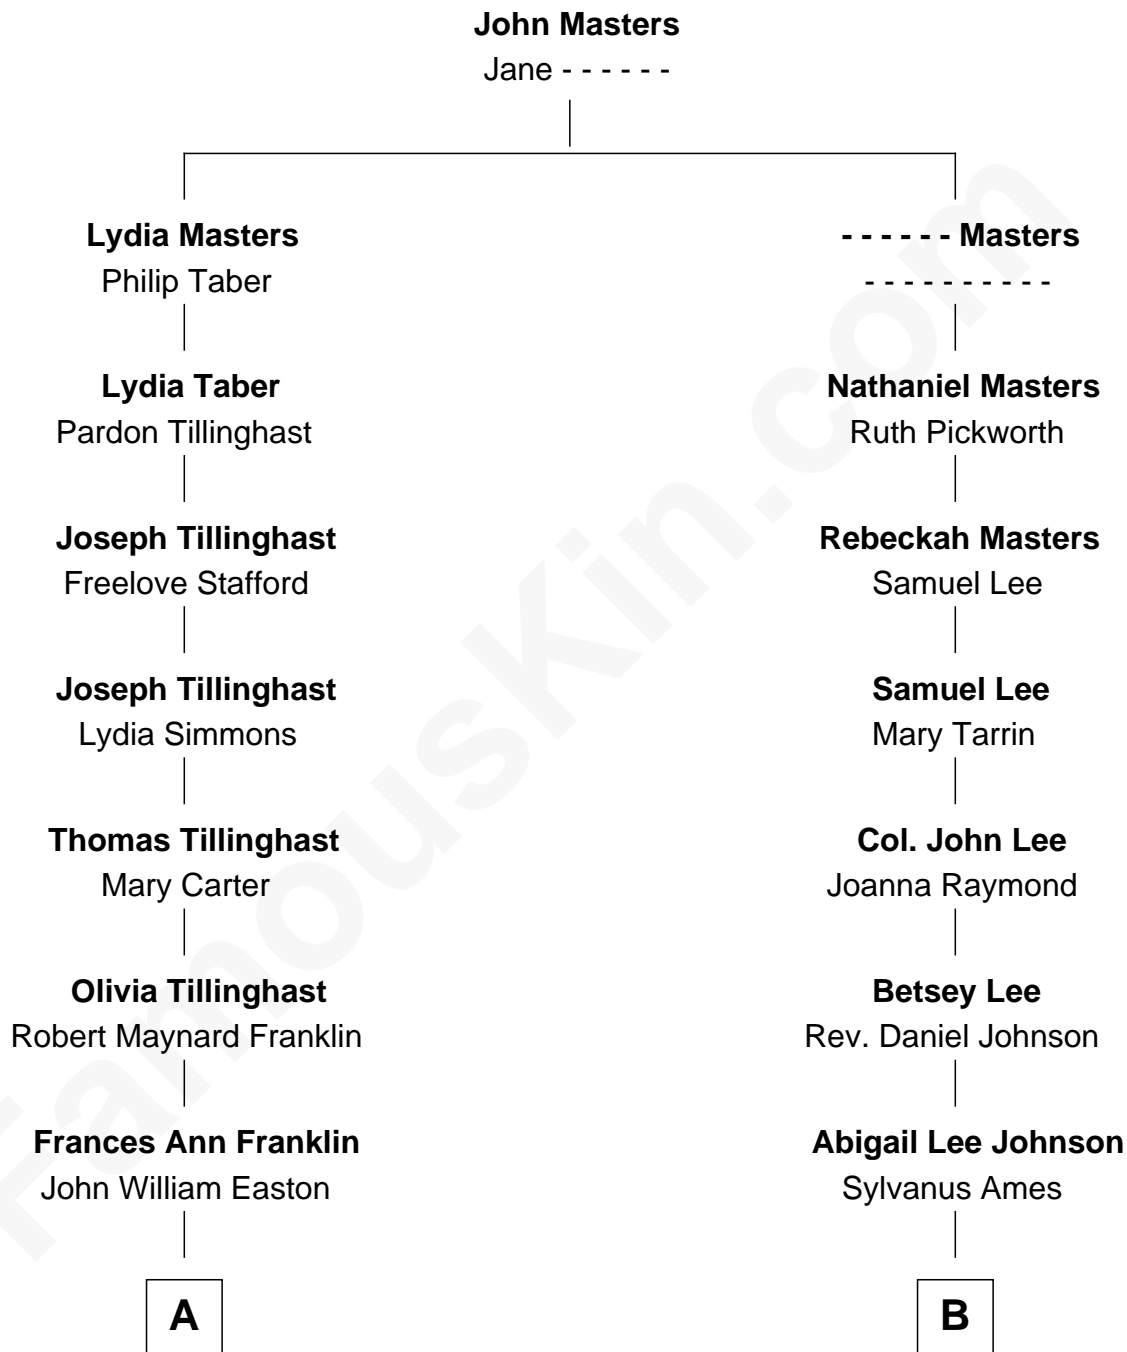 John Masters
Jane - - - - - -
Lydia Masters
Philip Taber
- - - - - - Masters
- - - - - - - - - -
Lydia Taber
Pardon Tillinghast
Nathaniel Masters
Ruth Pickworth
Joseph Tillinghast
Freelove Stafford
Rebeckah Masters
Samuel Lee
Joseph Tillinghast
Lydia Simmons
Samuel Lee
Mary Tarrin
Thomas Tillinghast
Mary Carter
Col. John Lee
Joanna Raymond
Olivia Tillinghast
Robert Maynard Franklin
Betsey Lee
Rev. Daniel Johnson
Frances Ann Franklin
John William Easton
Abigail Lee Johnson
Sylvanus Ames
A
B
FamousKin.com